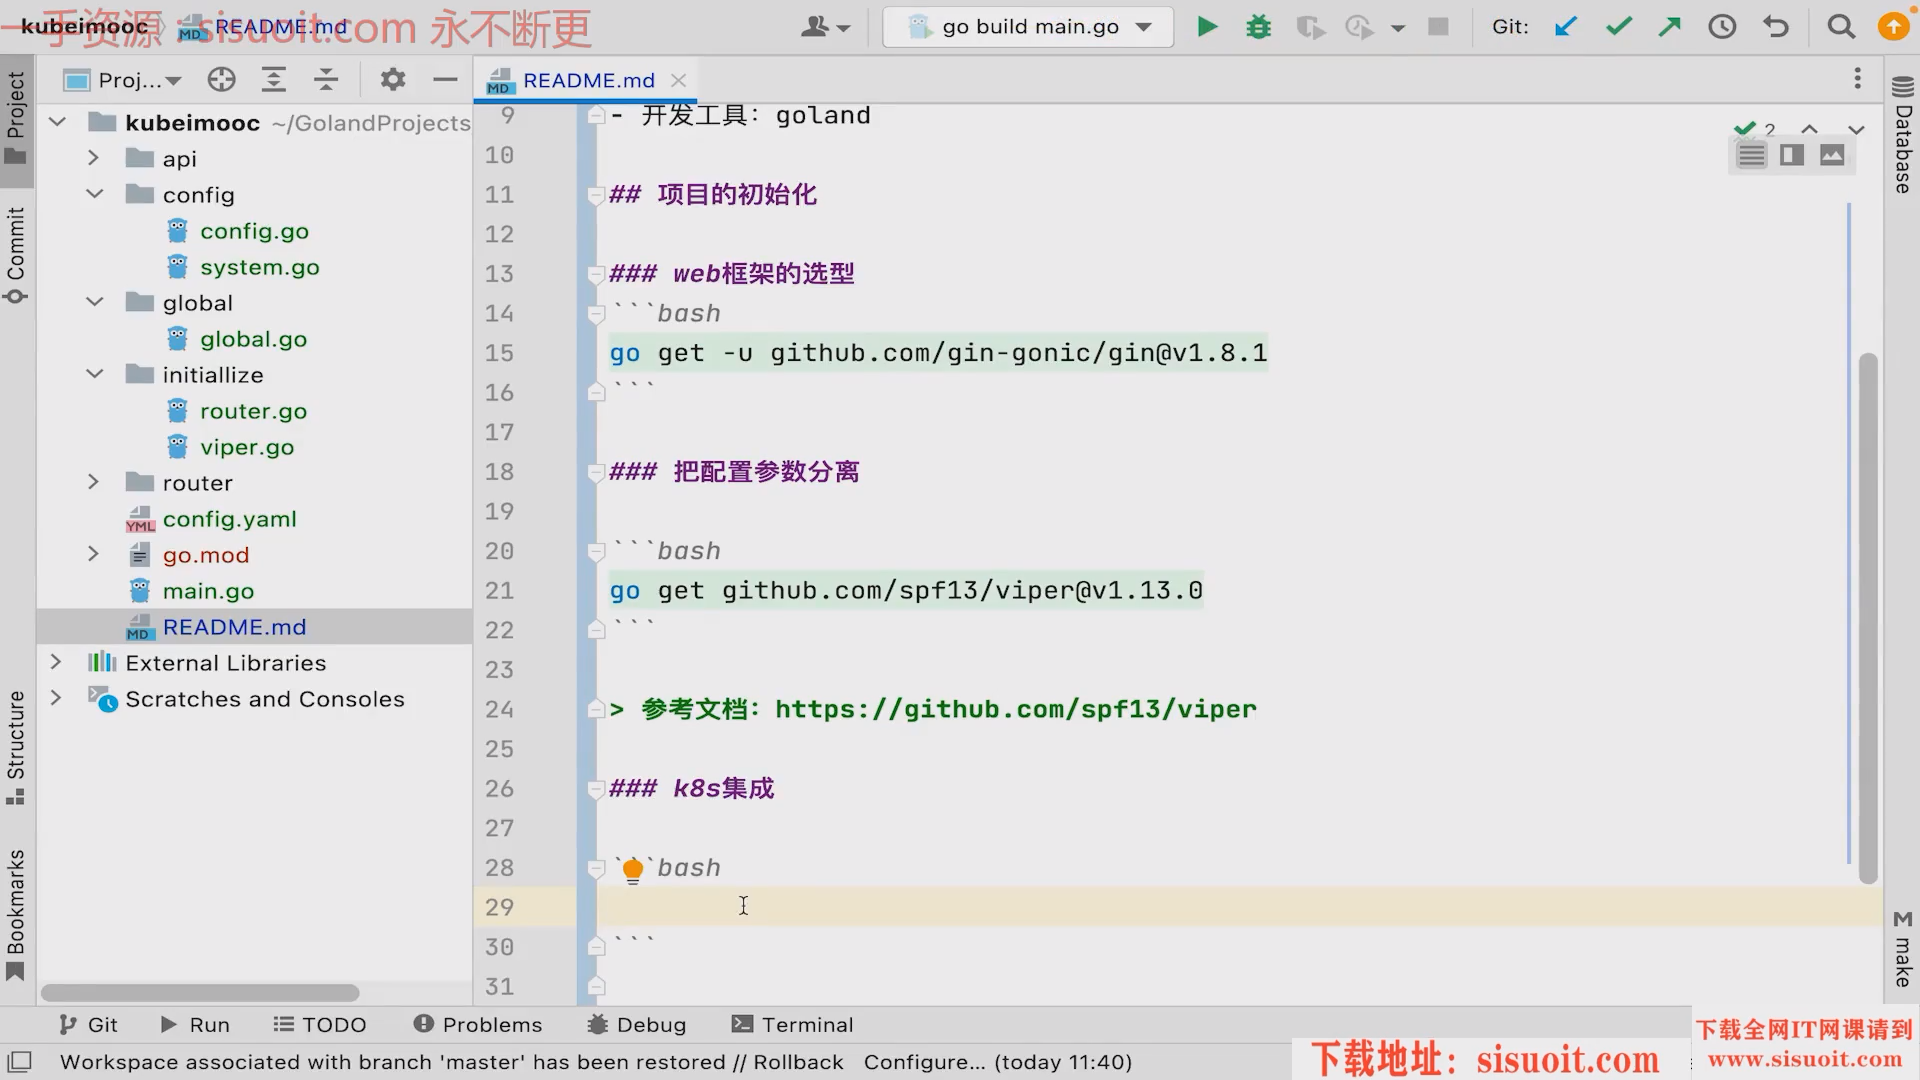 kubeimooc README.md
一手资源:sisuoit.com 永不断更
go build main.go
Git:
Project
Proj...
README.md
Database
kubeimooc ~/GolandProjects
api
config
config.go
system.go
global
global.go
initiallize
router.go
viper.go
router
config.yaml
go.mod
main.go
README.md
External Libraries
Scratches and Consoles
Commit
Structure
Bookmarks
2
9 - 开发工具：goland
10
11 ## 项目的初始化
12
13 ### web框架的选型
14 ```bash
15 go get -u github.com/gin-gonic/gin@v1.8.1
16 ```
17
18 ### 把配置参数分离
19
20 ```bash
21 go get github.com/spf13/viper@v1.13.0
22 ```
23
24 > 参考文档：https://github.com/spf13/viper
25
26 ### k8s集成
27
28 ```bash
29
30 ```
31
make
Git Run TODO Problems Debug Terminal
Workspace associated with branch 'master' has been restored // Rollback Configure... (today 11:40)
下载地址：sisuoit.com
下载全网IT网课请到
www.sisuoit.com